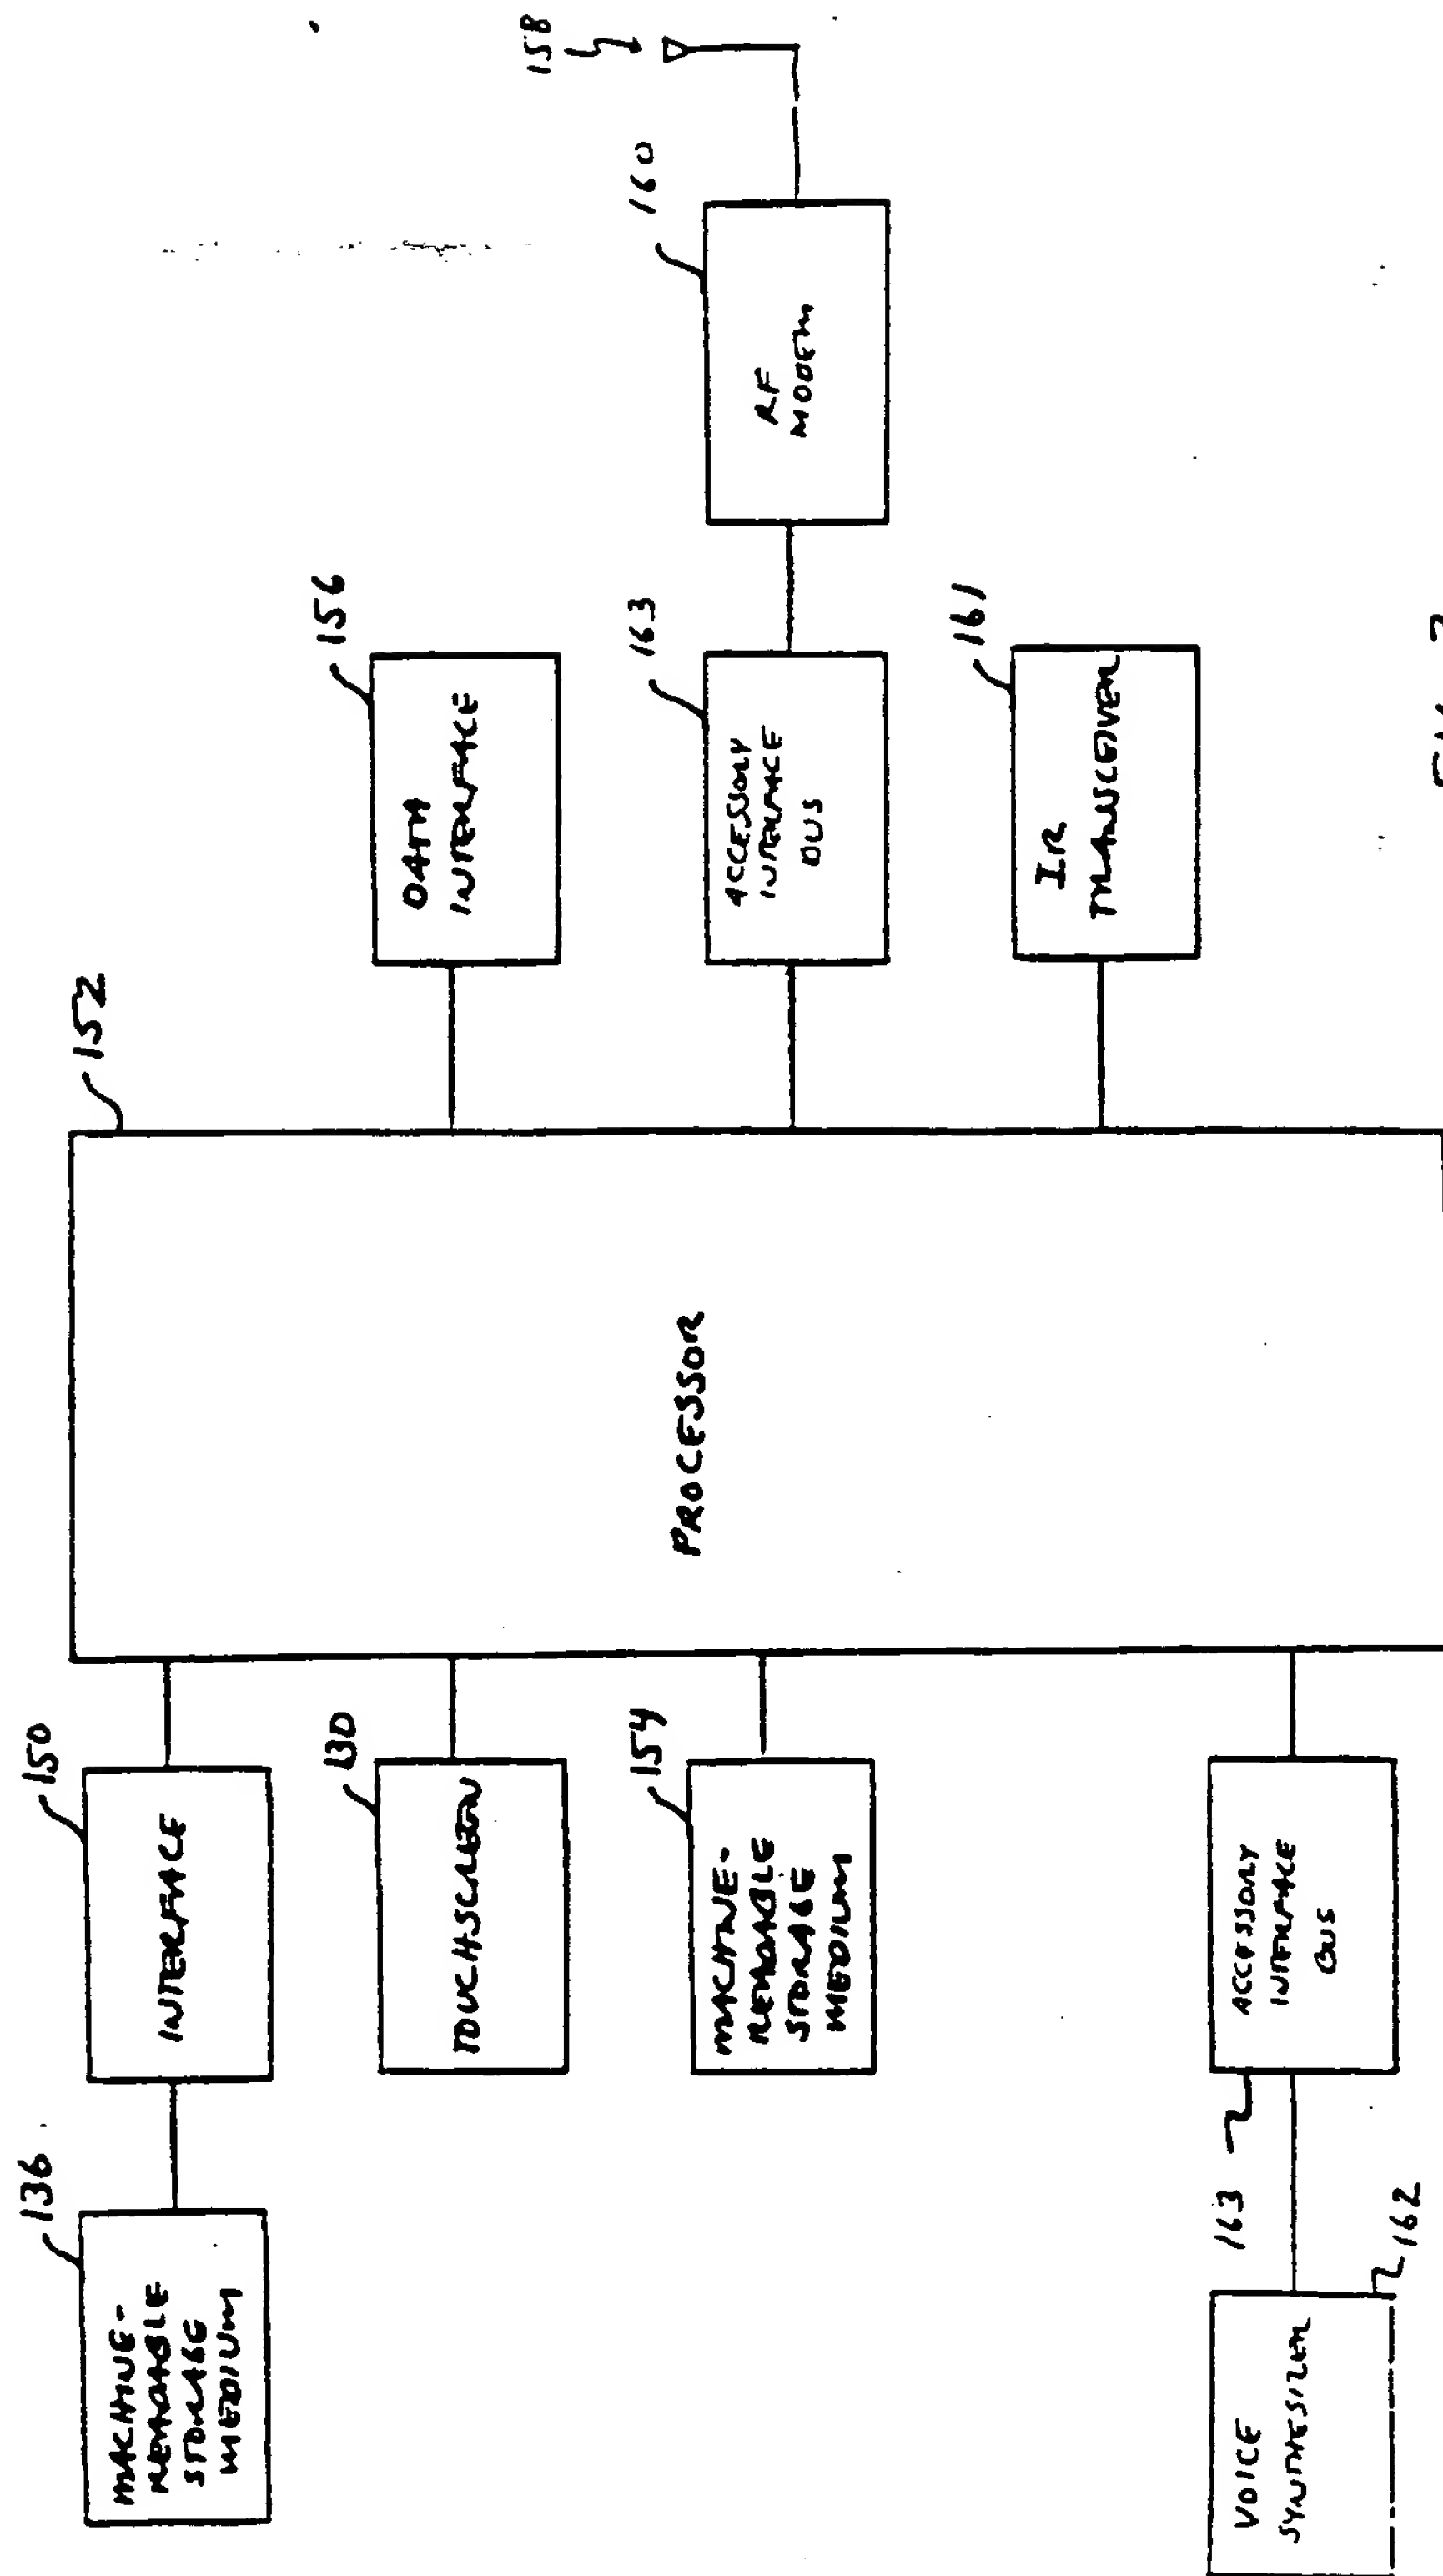 136
MACHINE-
READABLE
STORAGE
MEDIUM
150
INTERFACE
130
TOUCHSCREEN
154
MACHINE-
READABLE
STORAGE
MEDIUM
163
ACCESSORY
INTERFACE
BUS
162
VOICE
SYNTHESIZER
152
PROCESSOR
156
DATA
INTERFACE
163
ACCESSORY
INTERFACE
BUS
161
IR
TRANSCEIVER
160
RF
MODEM
158